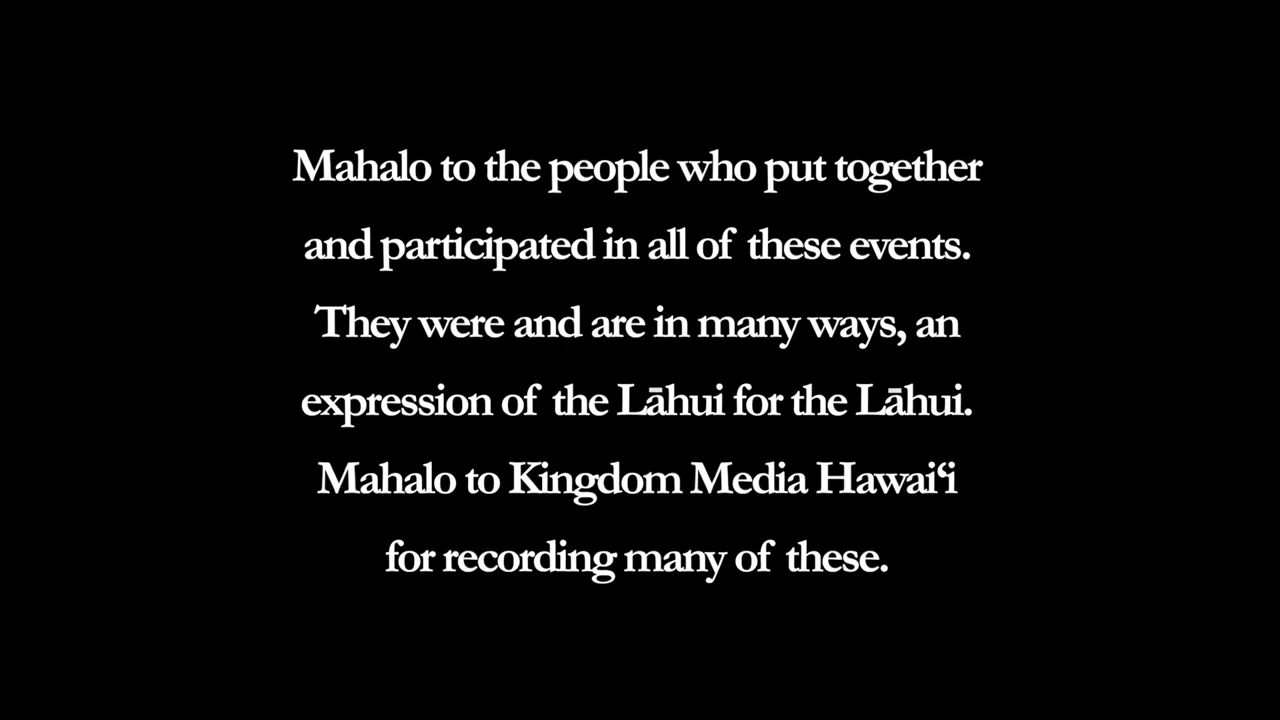 Mahalo to the people who put together
and participated in all of these events.
They were and are in many ways, an
expression of the Lāhui for the Lāhui.
Mahalo to Kingdom Media Hawaiʻi
for recording many of these.